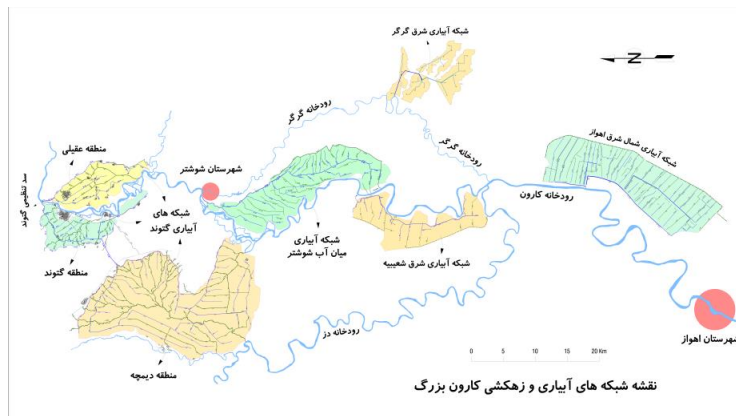 شبکه آبیاری شرق گرگر
N
رودخانه گرگر
رودخانه گرگر
منطقه عقیلی
شهرستان شوشتر
شبکه آبیاری شمال شرق اهواز
سد تنظیمی گتوند
رودخانه کارون
شبکه های
آبیاری گتوند
شبکه آبیاری
میان آب شوشتر
شبکه آبیاری شرق شعیبیه
منطقه گتوند
رودخانه دز
شهرستان اهواز
0 5 10 20 Km
منطقه دیمچه
نقشه شبکه های آبیاری و زهکشی کارون بزرگ